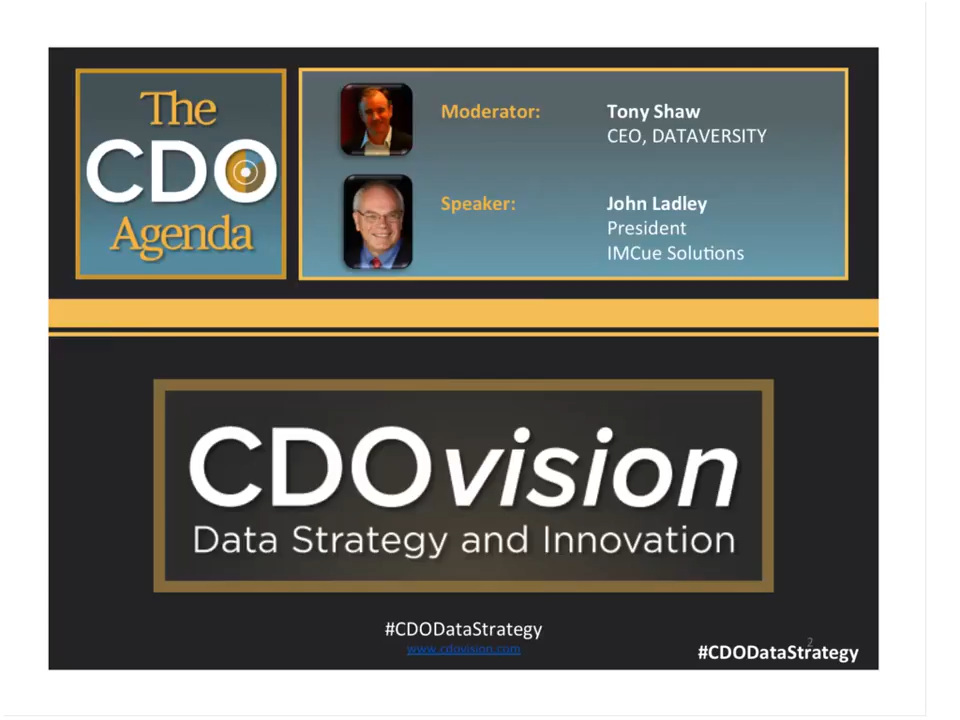 The
CDO
Agenda
Moderator: Tony Shaw
CEO, DATAVERSITY
Speaker: John Ladley
President
IMCue Solutions
CDOvision
Data Strategy and Innovation
#CDODataStrategy
www.cdovision.com
2
#CDODataStrategy